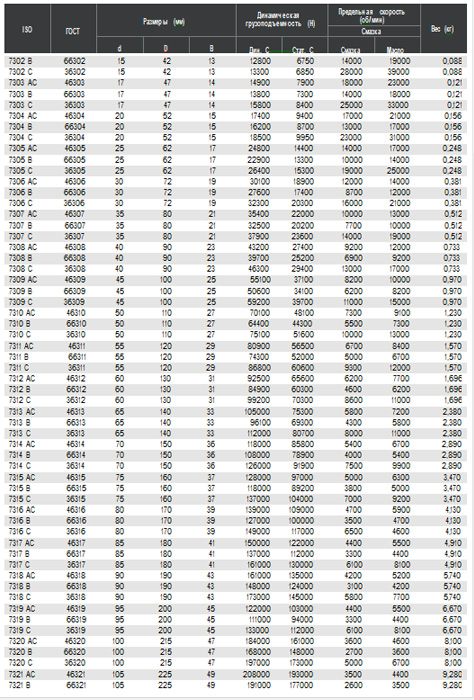 Динамическая Предельная скорость
Размеры (мм) грузоподъемность (Н) (об/мин)
ISO ГОСТ Вес (кг)
Смазка
d D B Дин. C Стат. C Смазка Масло
7302 B 66302 15 42 13 12800 6750 14000 19000 0,088
7302 C 36302 15 42 13 13300 6850 28000 39000 0,088
7303 AC 46303 17 47 14 14900 7900 18000 23000 0,121
7303 B 66303 17 47 14 13800 7300 14000 18000 0,121
7303 C 36303 17 47 14 15800 8400 25000 33000 0,121
7304 AC 46304 20 52 15 17400 9400 17000 21000 0,156
7304 B 66304 20 52 15 16200 8700 13000 17000 0,156
7304 C 36304 20 52 15 18500 9950 23000 31000 0,156
7305 AC 46305 25 62 17 24800 14400 14000 17000 0,248
7305 B 66305 25 62 17 22900 13300 10000 14000 0,248
7305 C 36305 25 62 17 26400 15300 19000 25000 0,248
7306 AC 46306 30 72 19 30100 18900 12000 14000 0,381
7306 B 66306 30 72 19 27600 17400 8700 12000 0,381
7306 C 36306 30 72 19 32300 20300 16000 21000 0,381
7307 AC 46307 35 80 21 35400 22000 10000 13000 0,512
7307 B 66307 35 80 21 32500 20200 7700 10000 0,512
7307 C 36307 35 80 21 37900 23600 14000 19000 0,512
7308 AC 46308 40 90 23 43200 27400 9200 12000 0,733
7308 B 66308 40 90 23 39700 25200 6900 9200 0,733
7308 C 36308 40 90 23 46300 29400 13000 17000 0,733
7309 AC 46309 45 100 25 55100 37100 8200 10000 0,970
7309 B 66309 45 100 25 50600 34100 6200 8200 0,970
7309 C 36309 45 100 25 59200 39700 11000 15000 0,970
7310 AC 46310 50 110 27 70100 48100 7300 9100 1,230
7310 B 66310 50 110 27 64400 44300 5500 7300 1,230
7310 C 36310 50 110 27 75100 51600 10000 13000 1,230
7311 AC 46311 55 120 29 80900 56500 6700 8400 1,570
7311 B 66311 55 120 29 74300 52000 5000 6700 1,570
7311 C 36311 55 120 29 86800 60600 9300 12000 1,570
7312 AC 46312 60 130 31 92500 65600 6200 7700 1,696
7312 B 66312 60 130 31 84900 60300 4600 6200 1,696
7312 C 36312 60 130 31 99200 70300 8600 11000 1,696
7313 AC 46313 65 140 33 105000 75300 5800 7200 2,380
7313 B 66313 65 140 33 96100 69300 4300 5800 2,380
7313 C 36313 65 140 33 112000 80700 8000 11000 2,380
7314 AC 46314 70 150 36 118000 85800 5400 6700 2,890
7314 B 66314 70 150 36 108000 78900 4000 5400 2,890
7314 C 36314 70 150 36 126000 91900 7500 9900 2,890
7315 AC 46315 75 160 37 128000 97000 5000 6300 3,470
7315 B 66315 75 160 37 118000 89200 3800 5000 3,470
7315 C 36315 75 160 37 137000 104000 7000 9200 3,470
7316 AC 46316 80 170 39 139000 109000 4700 5900 4,130
7316 B 66316 80 170 39 127000 100000 3500 4700 4,130
7316 C 36316 80 170 39 149000 117000 6500 4600 4,130
7317 AC 46317 85 180 41 150000 122000 4400 5500 4,910
7317 B 66317 85 180 41 137000 112000 3300 4400 4,910
7317 C 36317 85 180 41 161000 130000 6100 8100 4,910
7318 AC 46318 90 190 43 161000 135000 4200 5200 5,740
7318 B 66318 90 190 43 148000 124000 3100 4200 5,740
7318 C 36318 90 190 43 173000 145000 5800 7700 5,740
7319 AC 46319 95 200 45 122000 103000 4400 5500 6,670
7319 B 66319 95 200 45 111000 94000 3300 4400 6,670
7319 C 36319 95 200 45 133000 112000 6100 8100 6,670
7320 AC 46320 100 215 47 184000 161000 3600 4600 8,100
7320 B 66320 100 215 47 168000 148000 2700 3600 8,100
7320 C 36320 100 215 47 197000 173000 5000 6700 8,100
7321 AC 46321 105 225 49 208000 193000 3500 4400 9,280
7321 B 66321 105 225 49 191000 177000 2600 3500 9,280